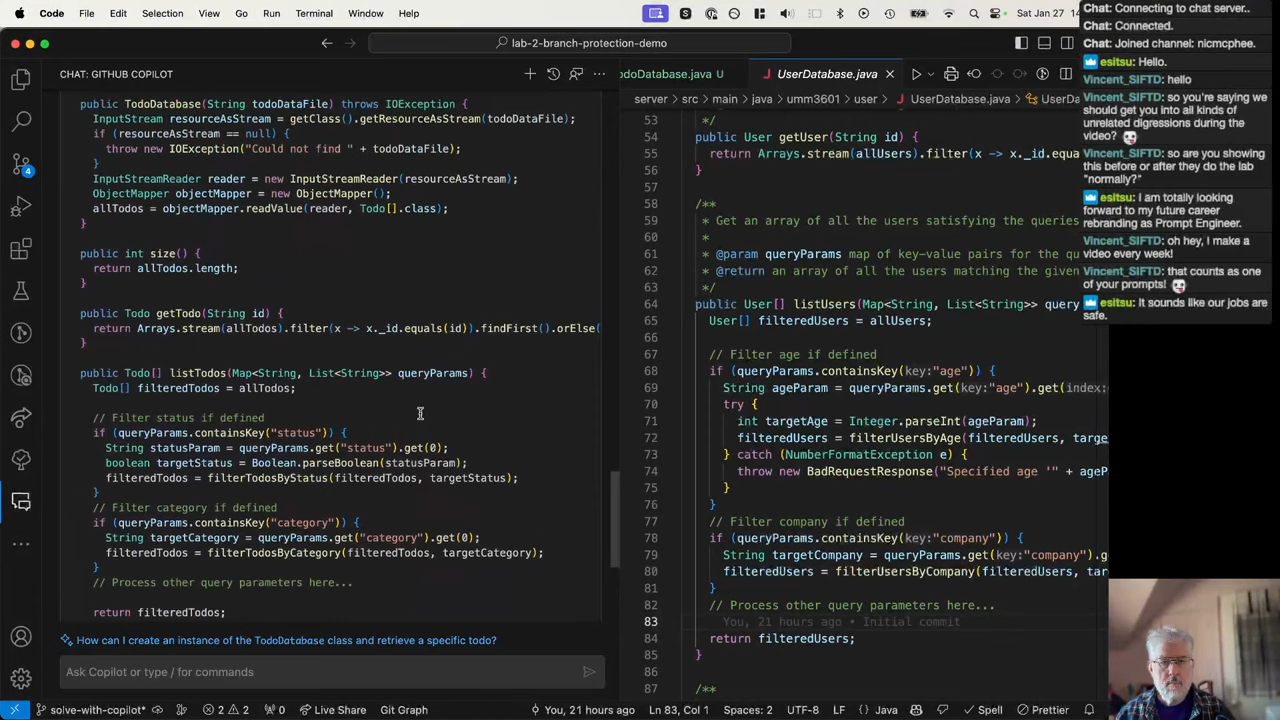 Safari File Edit Selection View Go Run Terminal Window Help
Sat Jan 27
lab-2-branch-protection-demo
CHAT: GITHUB COPILOT
public TodoDatabase(String todoDataFile) throws IOException {
InputStream resourceAsStream = getClass().getResourceAsStream(todoDataFile);
if (resourceAsStream == null) {
throw new IOException("Could not find " + todoDataFile);
}
InputStreamReader reader = new InputStreamReader(resourceAsStream);
ObjectMapper objectMapper = new ObjectMapper();
allTodos = objectMapper.readValue(reader, Todo[].class);
}
public int size() {
return allTodos.length;
}
public Todo getTodo(String id) {
return Arrays.stream(allTodos).filter(x -> x._id.equals(id)).findFirst().orElse(
}
public Todo[] listTodos(Map<String, List<String>> queryParams) {
Todo[] filteredTodos = allTodos;
// Filter status if defined
if (queryParams.containsKey("status")) {
String statusParam = queryParams.get("status").get(0);
boolean targetStatus = Boolean.parseBoolean(statusParam);
filteredTodos = filterTodosByStatus(filteredTodos, targetStatus);
}
// Filter category if defined
if (queryParams.containsKey("category")) {
String targetCategory = queryParams.get("category").get(0);
filteredTodos = filterTodosByCategory(filteredTodos, targetCategory);
}
// Process other query parameters here...
return filteredTodos;
How can I create an instance of the TodoDatabase class and retrieve a specific todo?
Ask Copilot or type / for commands
4
odoDatabase.java U
UserDatabase.java
server › src › main › java › umm3601 › user › UserDatabase.java › UserDa
53 */
54 public User getUser(String id) {
55 return Arrays.stream(allUsers).filter(x -> x._id.equa
56 }
57
58 /**
59 * Get an array of all the users satisfying the queries
60 *
61 * @param queryParams map of key-value pairs for the qu
62 * @return an array of all the users matching the given
63 */
64 public User[] listUsers(Map<String, List<String>> query
65 User[] filteredUsers = allUsers;
66
67 // Filter age if defined
68 if (queryParams.containsKey(key:"age")) {
69 String ageParam = queryParams.get(key:"age").get(index:
70 try {
71 int targetAge = Integer.parseInt(ageParam);
72 filteredUsers = filterUsersByAge(filteredUsers, targe
73 } catch (NumberFormatException e) {
74 throw new BadRequestResponse("Specified age '" + ageP
75 }
76 }
77 // Filter company if defined
78 if (queryParams.containsKey(key:"company")) {
79 String targetCompany = queryParams.get(key:"company").g
80 filteredUsers = filterUsersByCompany(filteredUsers, tar
81 }
82 // Process other query parameters here...
83 You, 21 hours ago • Initial commit
84 return filteredUsers;
85 }
86
87 /**
Chat: Connecting to chat server..
Chat: Connected.
Chat: Joined channel: nicmcphee.
esitsu: Hello.
Vincent_SIFTD: hello
Vincent_SIFTD: so you're saying we
should get you into all kinds of
unrelated digressions during the
video?
Vincent_SIFTD: so are you showing
this before or after they do the lab
"normally?"
esitsu: I am totally looking
forward to my future career
rebranding as Prompt Engineer.
Vincent_SIFTD: oh hey, I make a
video every week!
Vincent_SIFTD: that counts as one
of your prompts!
esitsu: It sounds like our jobs are
safe.
solve-with-copilot* 2 2 0 Live Share Git Graph You, 21 hours ago Ln 83, Col 1 Spaces: 2 UTF-8 LF Java Spell Prettier